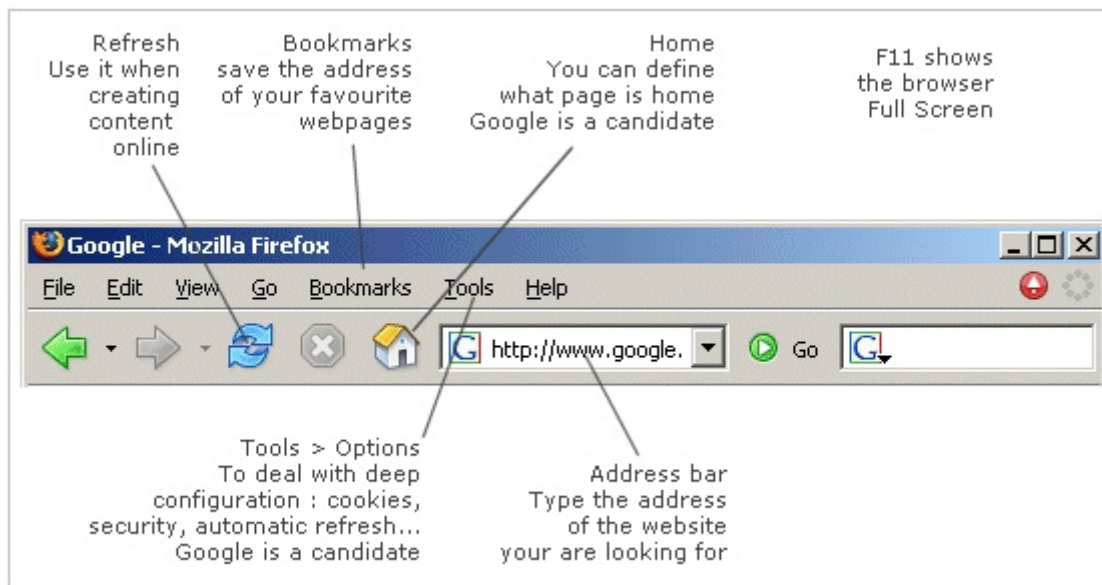 Refresh
Use it when
creating
content
online
Bookmarks
save the address
of your favourite
webpages
Home
You can define
what page is home
Google is a candidate
F11 shows
the browser
Full Screen
Google - Mozilla Firefox
File Edit View Go Bookmarks Tools Help
G http://www.google. Go G
Tools > Options
To deal with deep
configuration : cookies,
security, automatic refresh...
Google is a candidate
Address bar
Type the address
of the website
your are looking for